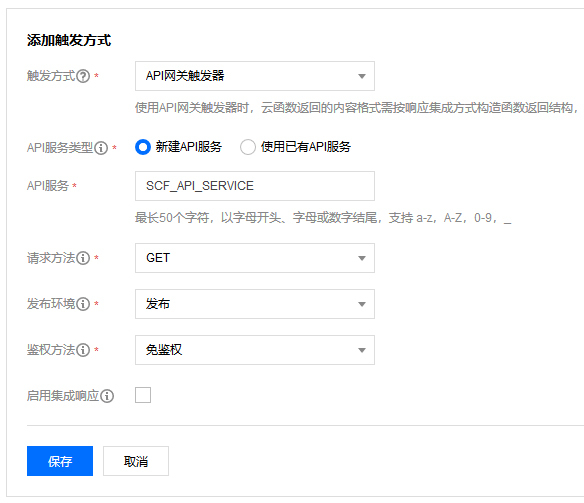 添加触发方式
触发方式 * API网关触发器
使用API网关触发器时，云函数返回的内容格式需按响应集成方式构造函数返回结构，
API服务类型 * 新建API服务 使用已有API服务
API服务 * SCF_API_SERVICE
最长50个字符，以字母开头、字母或数字结尾，支持 a-z，A-Z，0-9，_
请求方法 * GET
发布环境 * 发布
鉴权方法 * 免鉴权
启用集成响应
保存 取消